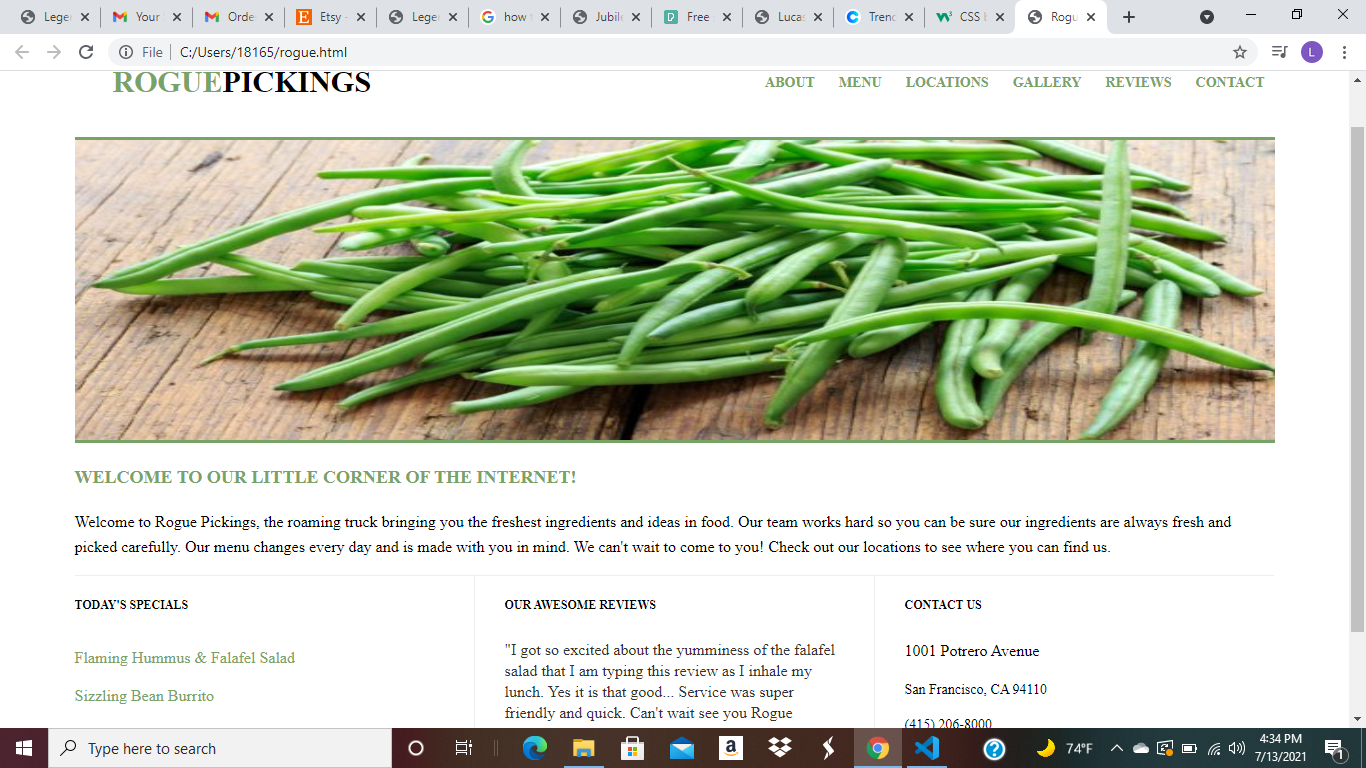 Leger
Your
Order
Etsy -
Leger
how t
Jubile
Free
Lucas
Trenc
CSS b
Rogu
File C:/Users/18165/rogue.html L
ROGUEPICKINGS
ABOUT MENU LOCATIONS GALLERY REVIEWS CONTACT
WELCOME TO OUR LITTLE CORNER OF THE INTERNET!
Welcome to Rogue Pickings, the roaming truck bringing you the freshest ingredients and ideas in food. Our team works hard so you can be sure our ingredients are always fresh and
picked carefully. Our menu changes every day and is made with you in mind. We can't wait to come to you! Check out our locations to see where you can find us.
TODAY'S SPECIALS
Flaming Hummus & Falafel Salad
Sizzling Bean Burrito
OUR AWESOME REVIEWS
"I got so excited about the yumminess of the falafel
salad that I am typing this review as I inhale my
lunch. Yes it is that good... Service was super
friendly and quick. Can't wait see you Rogue
CONTACT US
1001 Potrero Avenue
San Francisco, CA 94110
(415) 206-8000
Type here to search
74°F
4:34 PM
7/13/2021
1